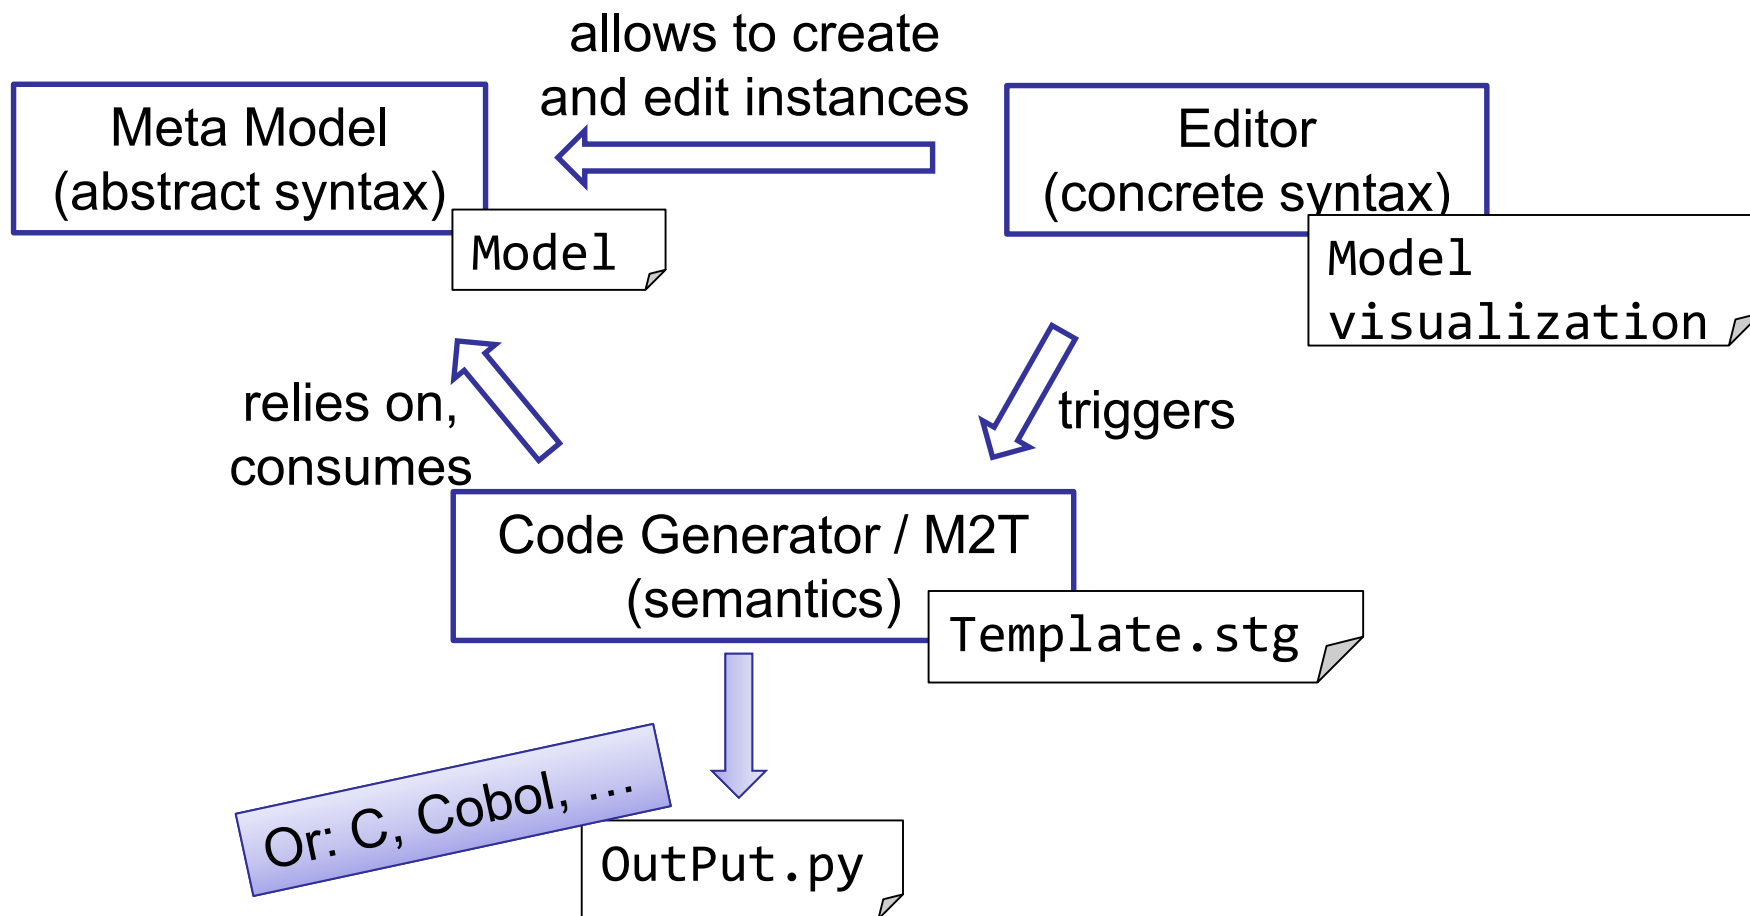 allows to create
and edit instances
Meta Model
(abstract syntax)
Model
Editor
(concrete syntax)
Model
visualization
relies on,
consumes
triggers
Code Generator / M2T
(semantics)
Template.stg
Or: C, Cobol, …
OutPut.py